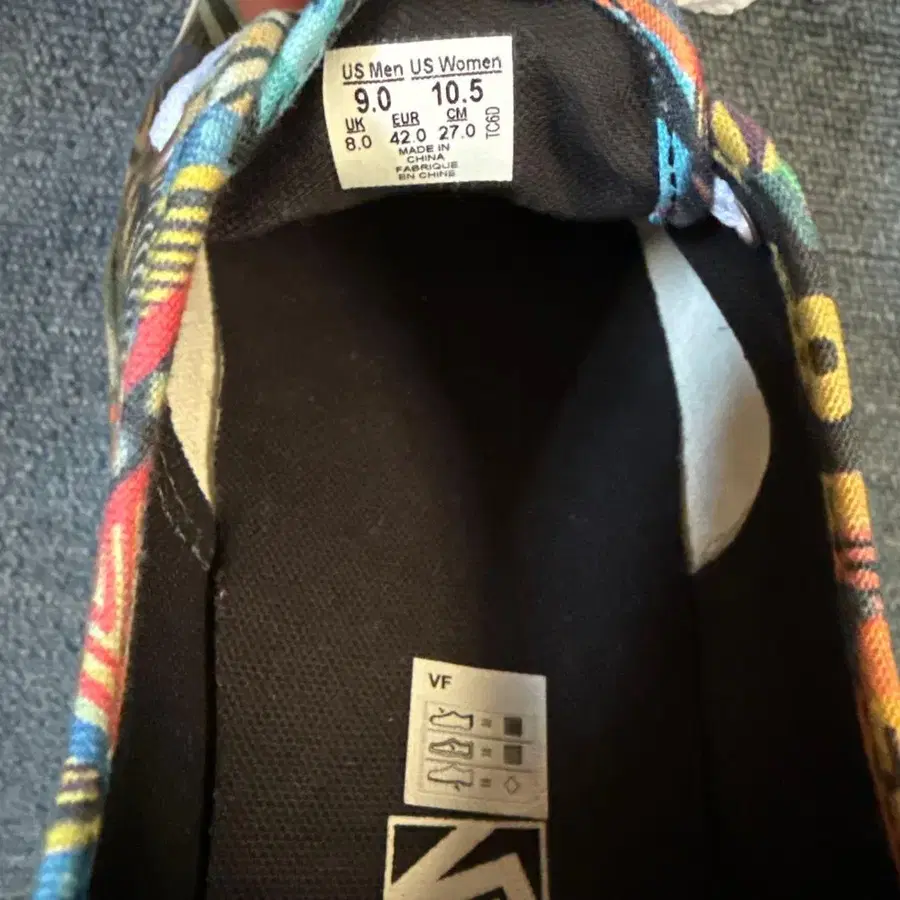 US Men US Women
9.0 10.5
UK EUR CM
8.0 42.0 27.0
MADE IN
CHINA
FABRIQUE
EN CHINE
TC6D
VF